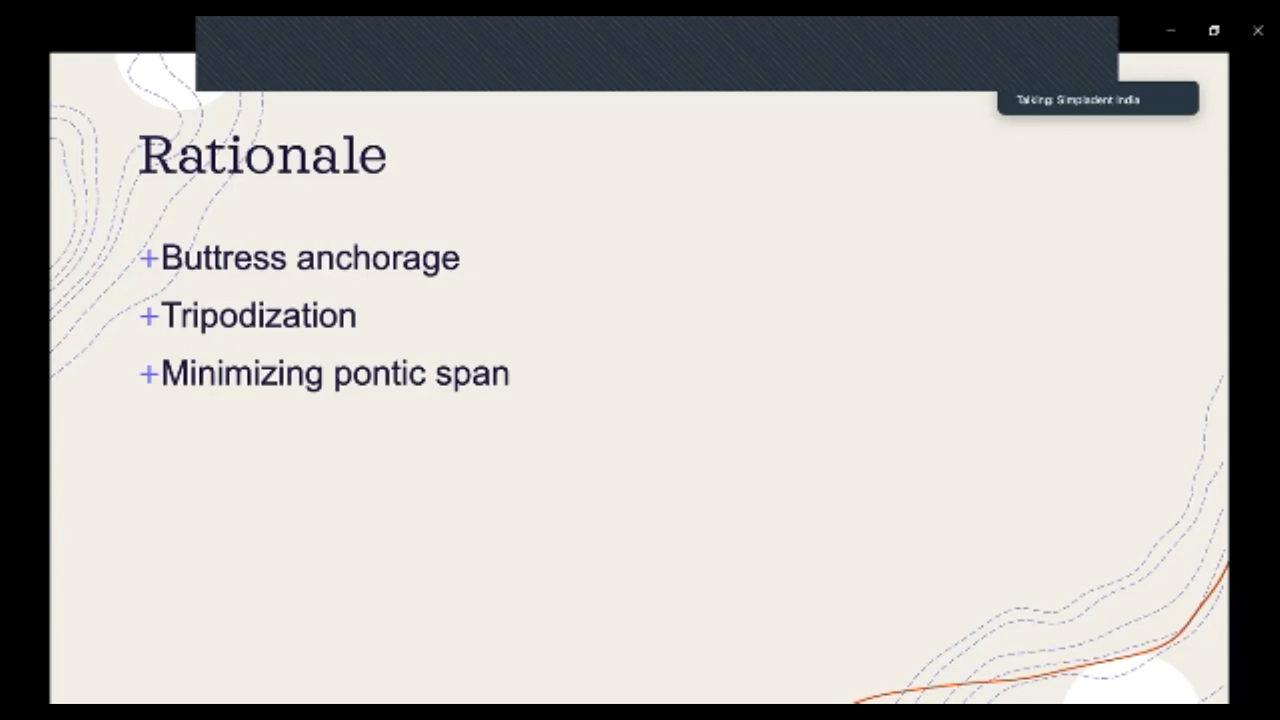 Talking: Simpladent India
Rationale
+Buttress anchorage
+Tripodization
+Minimizing pontic span